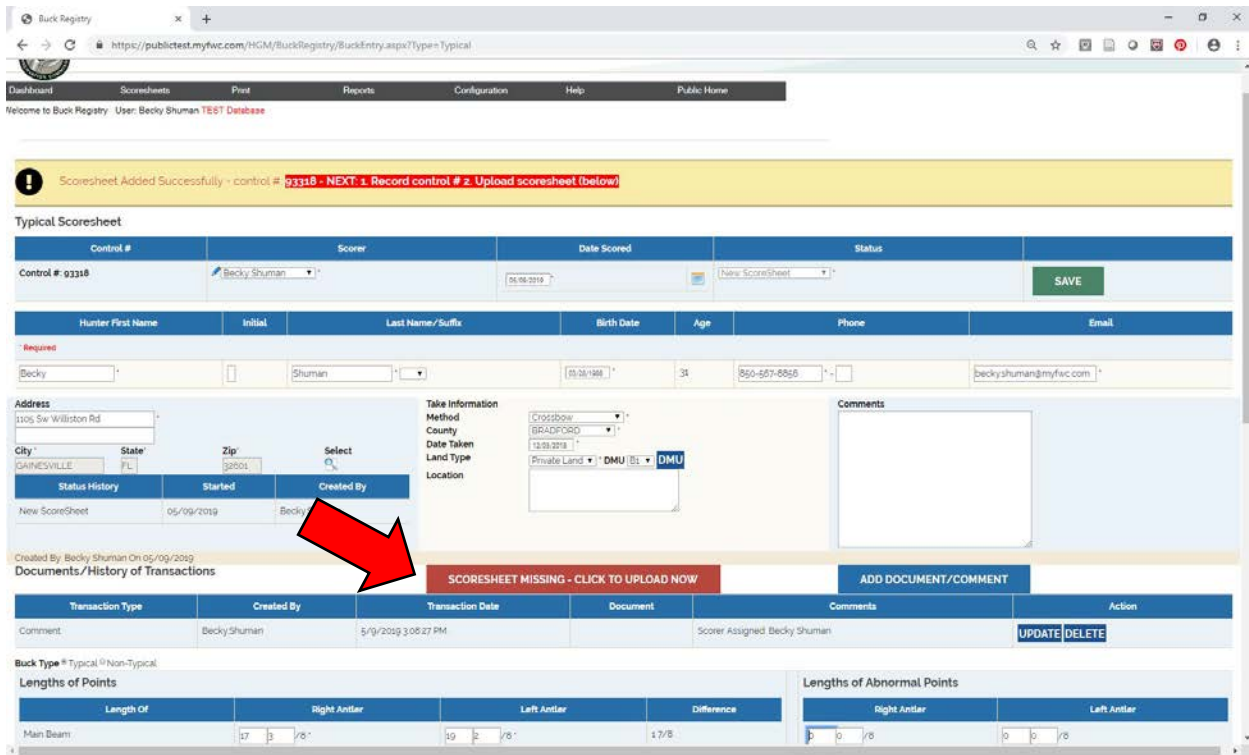 Buck Registry
https://publictest.myfwc.com/HGM/BuckRegistry/BuckEntry.aspx?Type=Typical
Dashboard Scoresheets Print Reports Configuration Help Public Home
Welcome to Buck Registry User: Becky Shuman TEST Database
Scoresheet Added Successfully - control #: 93318 - NEXT: 1. Record control # 2. Upload scoresheet (below)
Typical Scoresheet
Control # Scorer Date Scored Status
Control #: 93318 Becky Shuman * * New ScoreSheet * SAVE
Hunter First Name Initial Last Name/Suffix Birth Date Age Phone Email
* Required
Becky * Shuman * * 31 850-567-8858 * - becky.shuman@myfwc.com *
Address Take Information Comments
1105 Sw Williston Rd * Method Crossbow *
County BRADFORD *
City * State* Zip* Select Date Taken 12/03/2018 *
GAINESVILLE FL 32601 Land Type Private Land * DMU B1 DMU
Status History Started Created By Location
New ScoreSheet 05/09/2019
Created By: Becky Shuman On 05/09/2019
Documents/History of Transactions SCORESHEET MISSING - CLICK TO UPLOAD NOW ADD DOCUMENT/COMMENT
Transaction Type Created By Transaction Date Document Comments Action
Comment Becky.Shuman 5/9/2019 3:06:27 PM Scorer Assigned: Becky Shuman UPDATE DELETE
Buck Type Typical Non-Typical
Lengths of Points Lengths of Abnormal Points
Length Of Right Antler Left Antler Difference Right Antler Left Antler
Main Beam 17 3 /8 * 19 2 /8 * 1 7/8 0 0 /8 0 0 /8